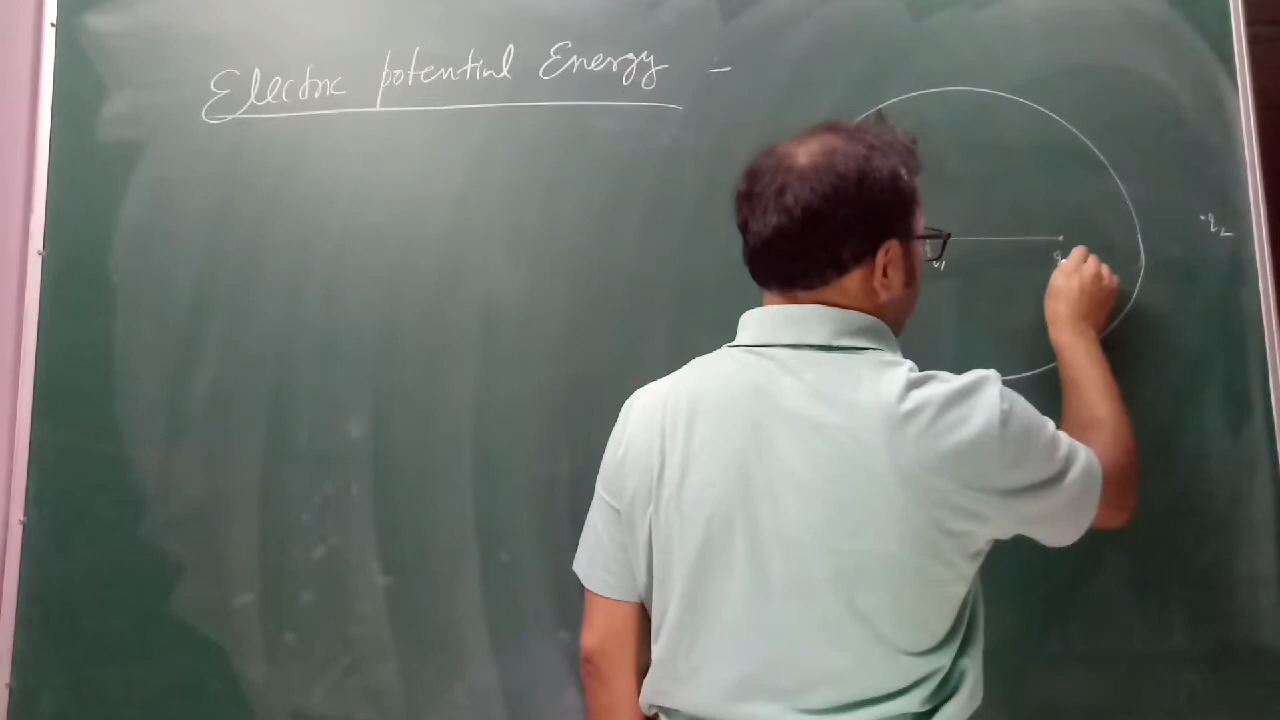 Electric potential Energy -
q₂